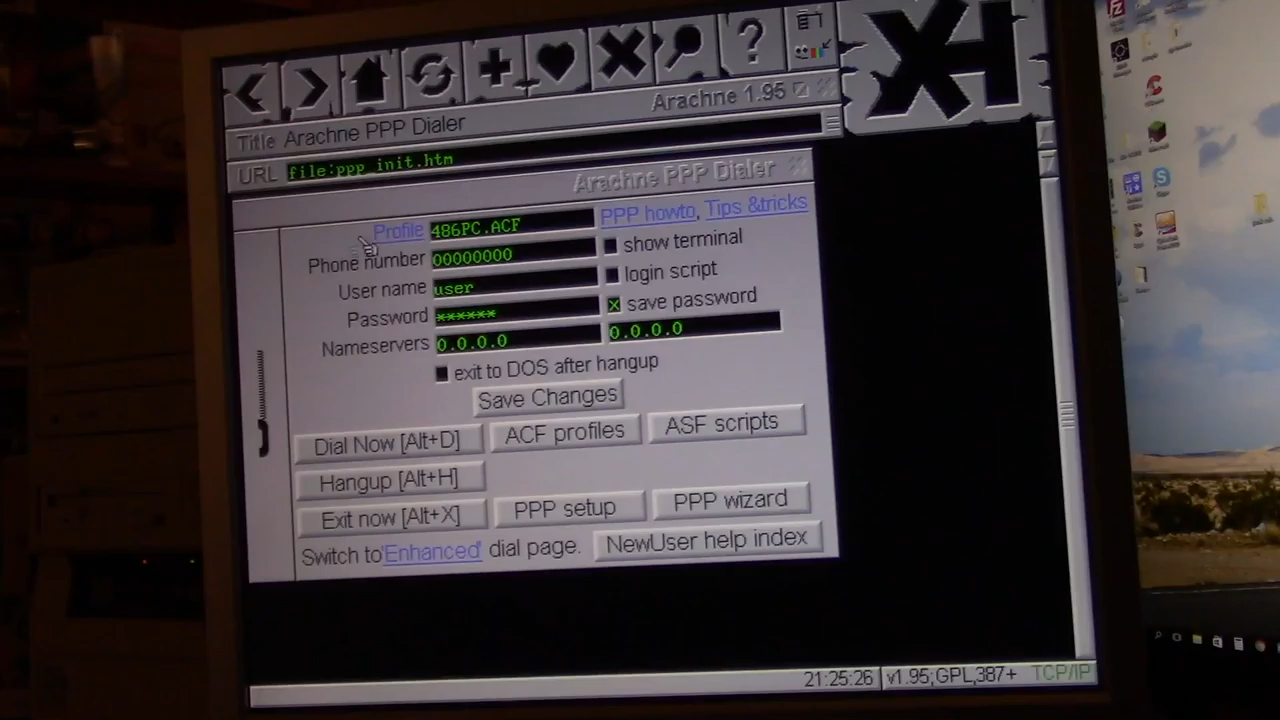 Arachne 1.95
Title Arachne PPP Dialer
URL file:ppp_init.htm
Arachne PPP Dialer
Profile 486PC.ACF PPP howto, Tips &tricks
Phone number 00000000 show terminal
User name user login script
Password ****** X save password
Nameservers 0.0.0.0 0.0.0.0
exit to DOS after hangup
Save Changes
Dial Now [Alt+D] ACF profiles ASF scripts
Hangup [Alt+H]
Exit now [Alt+X] PPP setup PPP wizard
Switch to 'Enhanced' dial page. NewUser help index
21:25:26 v1.95;GPL,387+ TCP/IP